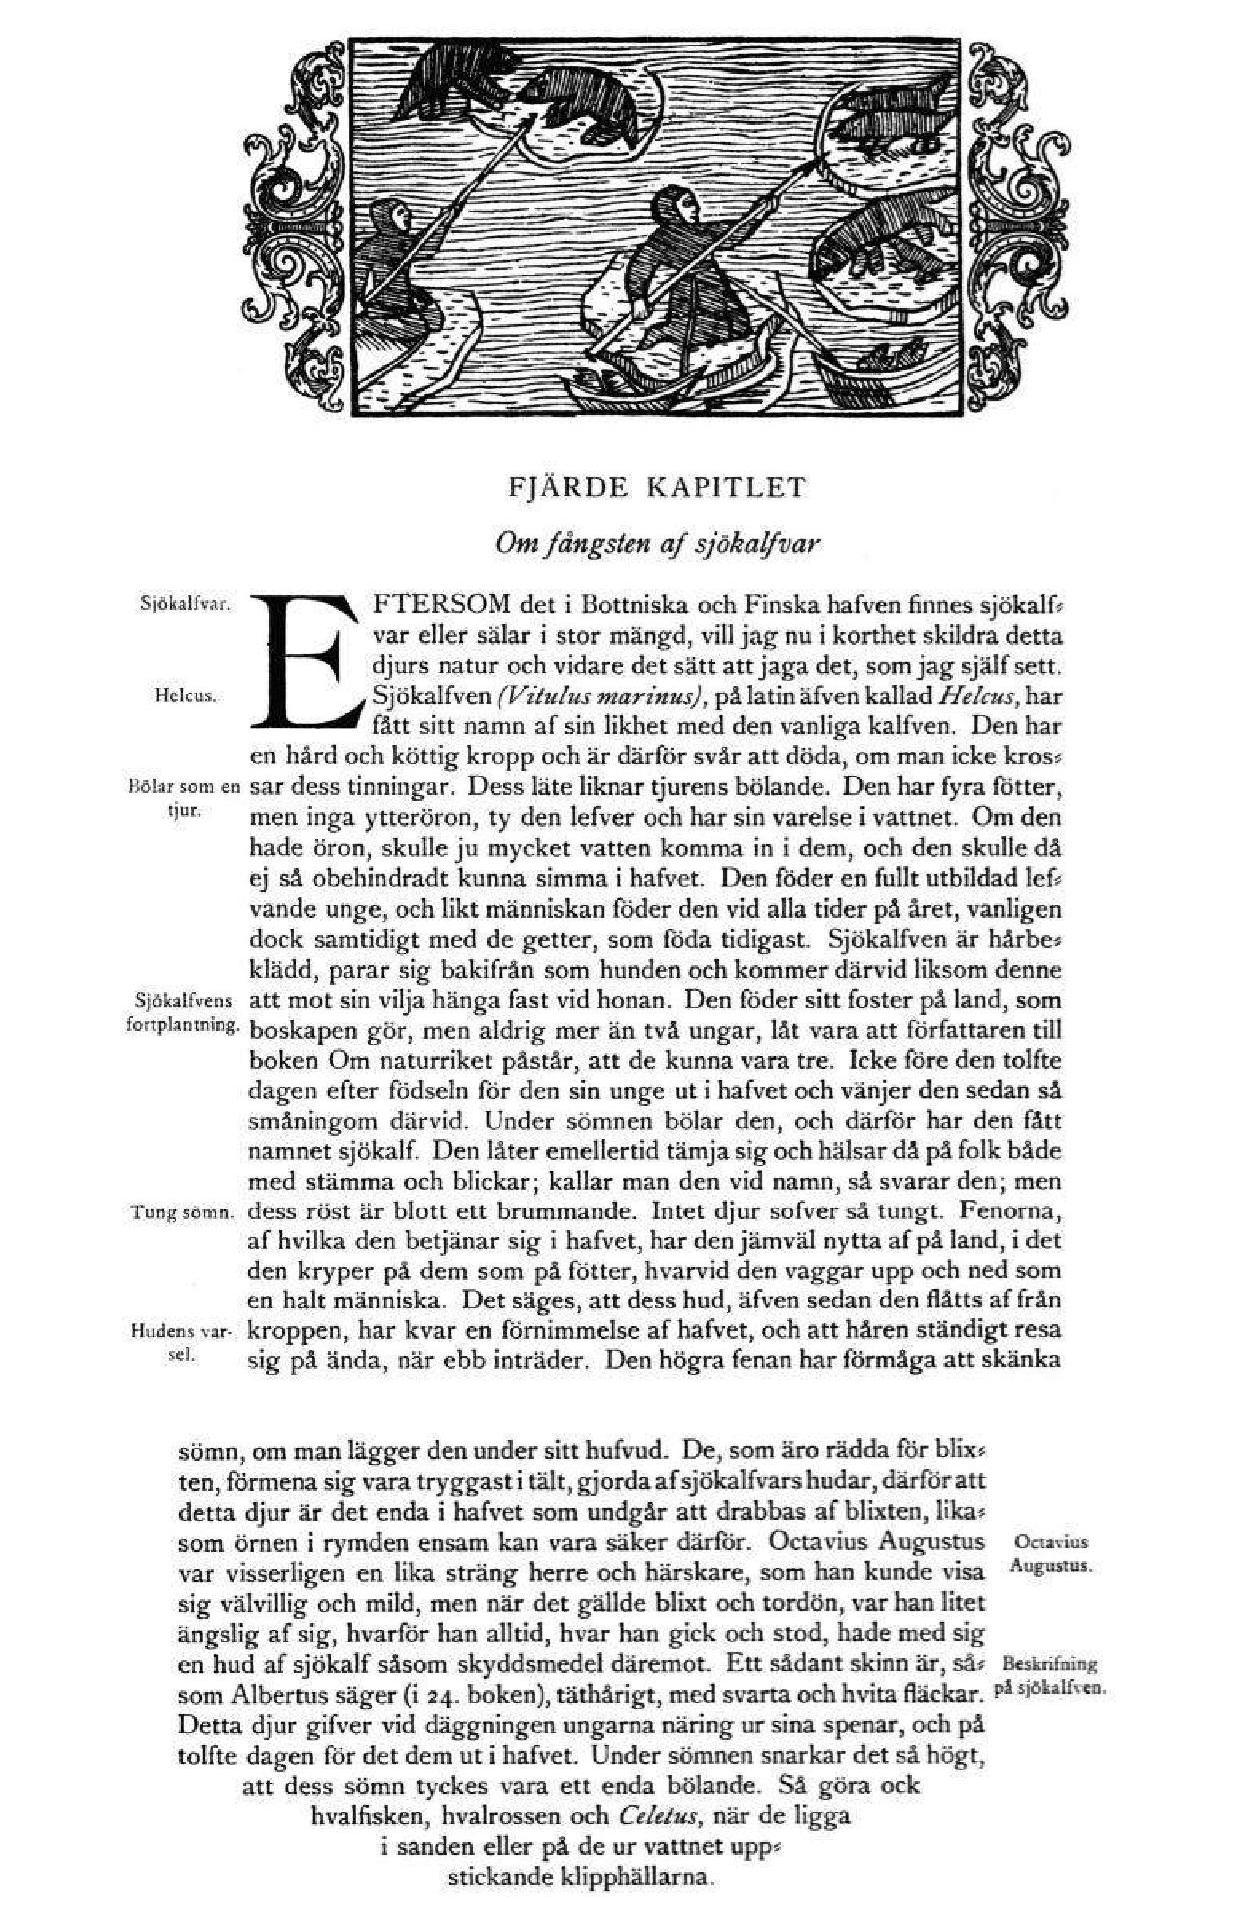 FJÄRDE KAPITLET
Om fångsten af sjökalfvar
Sjökalfvar.
EFTERSOM det i Bottniska och Finska hafven finnes sjökalf-
var eller sälar i stor mängd, vill jag nu i korthet skildra detta
djurs natur och vidare det sätt att jaga det, som jag själf sett.
Helcus.
Sjökalfven (Vitulus marinus), på latin äfven kallad Helcus, har
fått sitt namn af sin likhet med den vanliga kalfven. Den har
en hård och köttig kropp och är därför svår att döda, om man icke kros-
Bölar som en
tjur.
sar dess tinningar. Dess läte liknar tjurens bölande. Den har fyra fötter,
men inga ytteröron, ty den lefver och har sin varelse i vattnet. Om den
hade öron, skulle ju mycket vatten komma in i dem, och den skulle då
ej så obehindradt kunna simma i hafvet. Den föder en fullt utbildad lef-
vande unge, och likt människan föder den vid alla tider på året, vanligen
dock samtidigt med de getter, som föda tidigast. Sjökalfven är hårbe-
klädd, parar sig bakifrån som hunden och kommer därvid liksom denne
Sjökalfvens
fortplantning.
att mot sin vilja hänga fast vid honan. Den föder sitt foster på land, som
boskapen gör, men aldrig mer än två ungar, låt vara att författaren till
boken Om naturriket påstår, att de kunna vara tre. Icke före den tolfte
dagen efter födseln för den sin unge ut i hafvet och vänjer den sedan så
småningom därvid. Under sömnen bölar den, och därför har den fått
namnet sjökalf. Den låter emellertid tämja sig och hälsar då på folk både
med stämma och blickar; kallar man den vid namn, så svarar den; men
Tung sömn.
dess röst är blott ett brummande. Intet djur sofver så tungt. Fenorna,
af hvilka den betjänar sig i hafvet, har den jämväl nytta af på land, i det
den kryper på dem som på fötter, hvarvid den vaggar upp och ned som
en halt människa. Det säges, att dess hud, äfven sedan den flåtts af från
Hudens var-
sel.
kroppen, har kvar en förnimmelse af hafvet, och att håren ständigt resa
sig på ända, när ebb inträder. Den högra fenan har förmåga att skänka
sömn, om man lägger den under sitt hufvud. De, som äro rädda för blix-
ten, förmena sig vara tryggast i tält, gjorda af sjökalfvars hudar, därför att
detta djur är det enda i hafvet som undgår att drabbas af blixten, lika-
som örnen i rymden ensam kan vara säker därför. Octavius Augustus
Octavius
Augustus.
var visserligen en lika sträng herre och härskare, som han kunde visa
sig välvillig och mild, men när det gällde blixt och tordön, var han litet
ängslig af sig, hvarför han alltid, hvar han gick och stod, hade med sig
en hud af sjökalf såsom skyddsmedel däremot. Ett sådant skinn är, så-
Beskrifning
på sjökalfven.
som Albertus säger (i 24. boken), täthårigt, med svarta och hvita fläckar.
Detta djur gifver vid däggningen ungarna näring ur sina spenar, och på
tolfte dagen för det dem ut i hafvet. Under sömnen snarkar det så högt,
att dess sömn tyckes vara ett enda bölande. Så göra ock
hvalfisken, hvalrossen och Celetus, när de ligga
i sanden eller på de ur vattnet upp-
stickande klipphällarna.